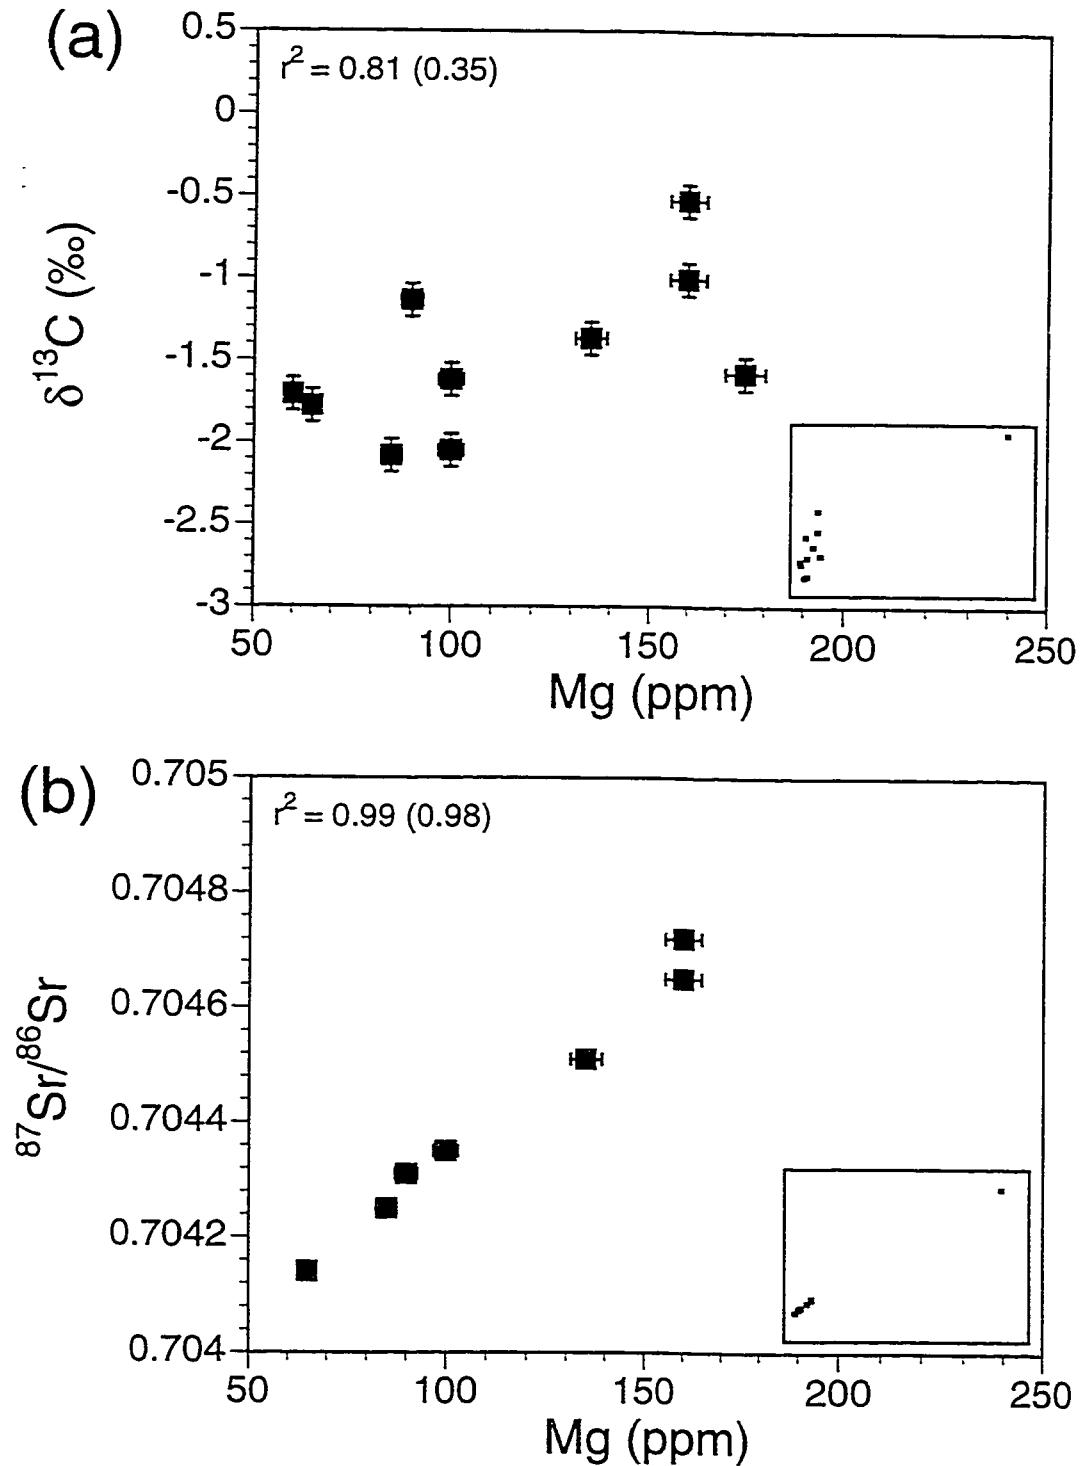 (a)
r² = 0.81 (0.35)
0.5
0
-0.5
-1
-1.5
-2
-2.5
-3
δ¹³C (‰)
50 100 150 200 250
Mg (ppm)
(b)
r² = 0.99 (0.98)
0.705
0.7048
0.7046
0.7044
0.7042
0.704
⁸⁷Sr/⁸⁶Sr
50 100 150 200 250
Mg (ppm)